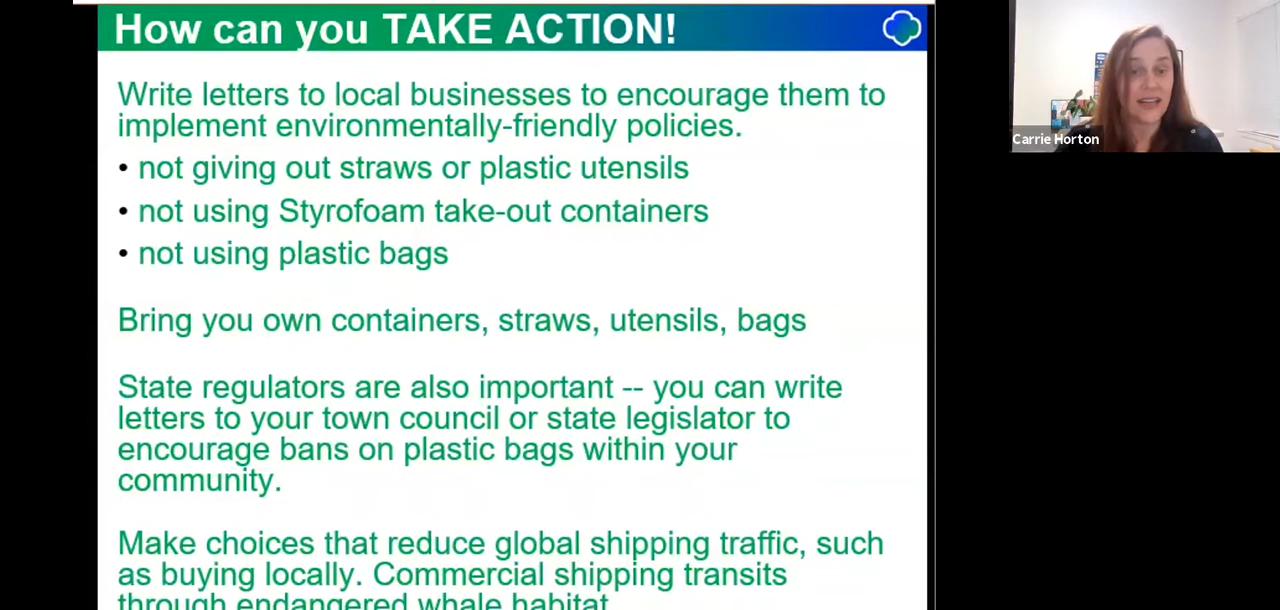 How can you TAKE ACTION!
Write letters to local businesses to encourage them to
implement environmentally-friendly policies.
• not giving out straws or plastic utensils
• not using Styrofoam take-out containers
• not using plastic bags
Bring you own containers, straws, utensils, bags
State regulators are also important -- you can write
letters to your town council or state legislator to
encourage bans on plastic bags within your
community.
Make choices that reduce global shipping traffic, such
as buying locally. Commercial shipping transits
through endangered whale habitat
Carrie Horton